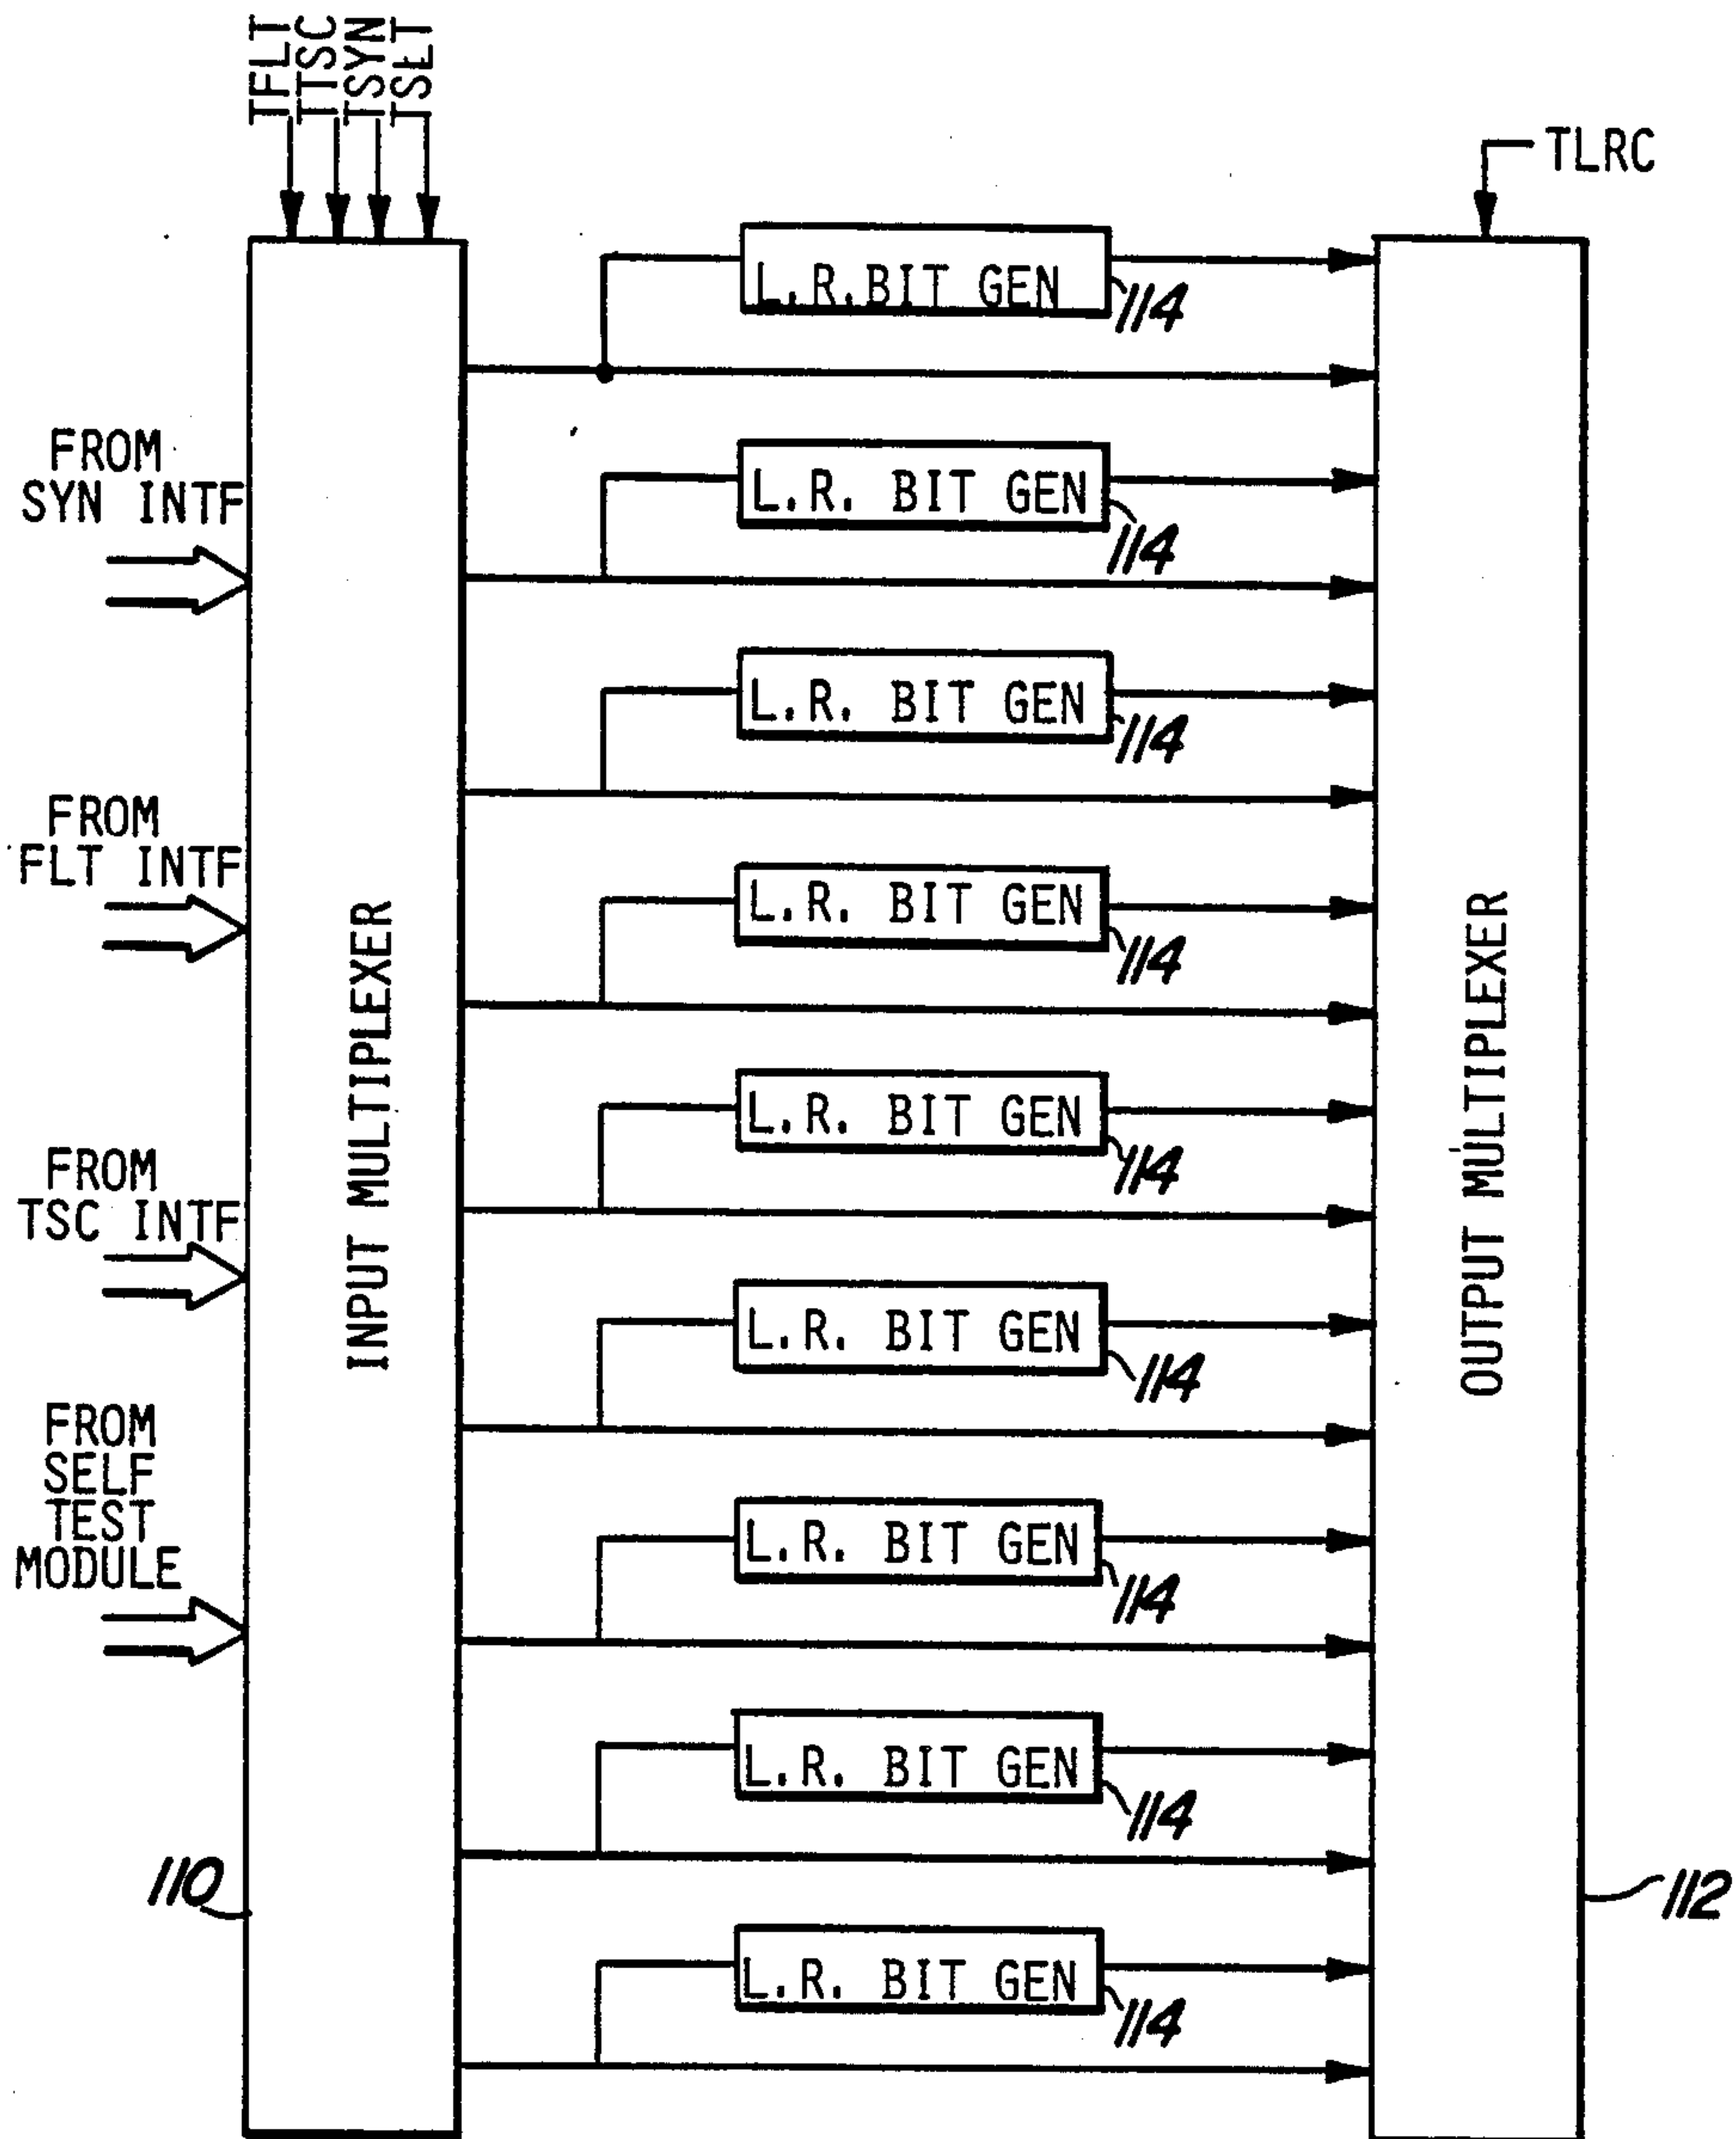 TFLT
TTSC
TSYN
TSLT
TLRC
L.R.BIT GEN
114
FROM
SYN INTF
L.R. BIT GEN
114
L.R. BIT GEN
114
FROM
FLT INTF
L.R. BIT GEN
114
INPUT MULTIPLEXER
OUTPUT MULTIPLEXER
L.R. BIT GEN
114
FROM
TSC INTF
L.R. BIT GEN
114
FROM
SELF
TEST
MODULE
L.R. BIT GEN
114
L.R. BIT GEN
114
110
112
L.R. BIT GEN
114